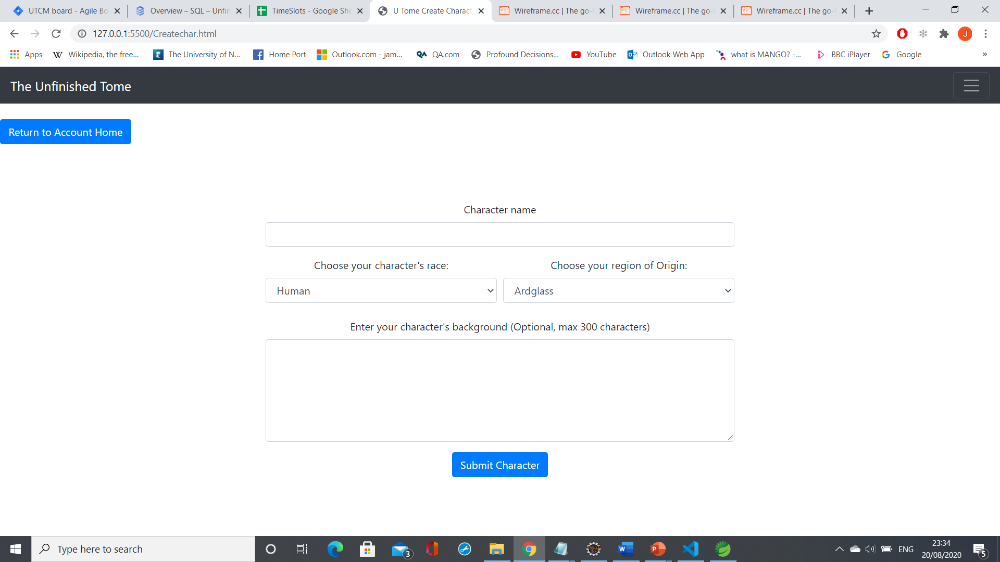 UTCM board - Agile Bo
Overview – SQL – Unfin
TimeSlots - Google She
U Tome Create Charact
Wireframe.cc | The go-
Wireframe.cc | The go-
Wireframe.cc | The go-
127.0.0.1:5500/Createchar.html
J
Apps
W Wikipedia, the free...
The University of N...
Home Port
Outlook.com - jam...
QA.com
Profound Decisions...
YouTube
Outlook Web App
what is MANGO? -...
BBC iPlayer
Google
»
The Unfinished Tome
Return to Account Home
Character name
Choose your character's race:
Choose your region of Origin:
Human
Ardglass
Enter your character's background (Optional, max 300 characters)
Submit Character
Type here to search
3
ENG
23:34
20/08/2020
5